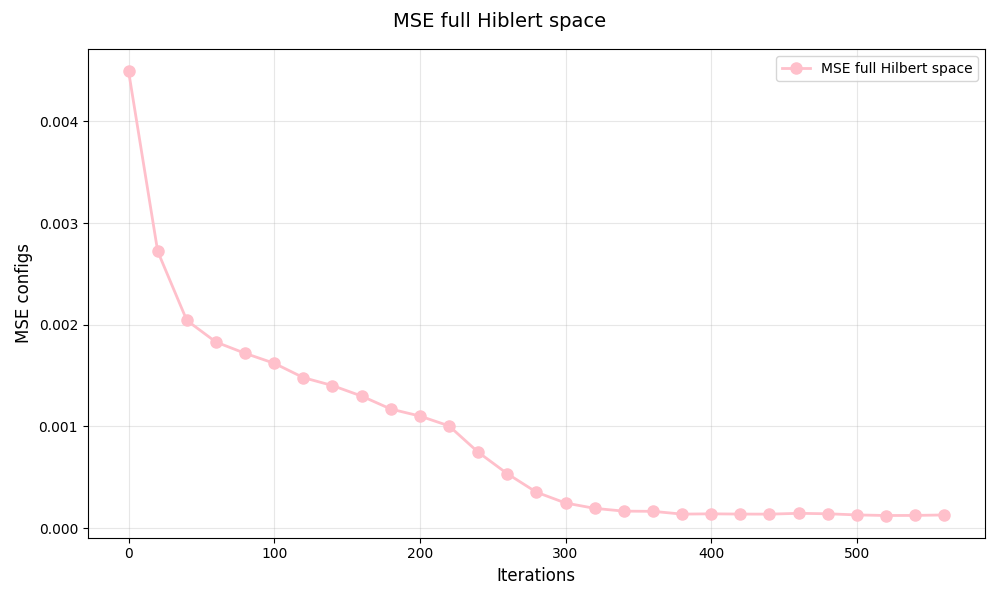 MSE full Hiblert space
MSE full Hilbert space
MSE configs
0.004
0.003
0.002
0.001
0.000
0 100 200 300 400 500
Iterations